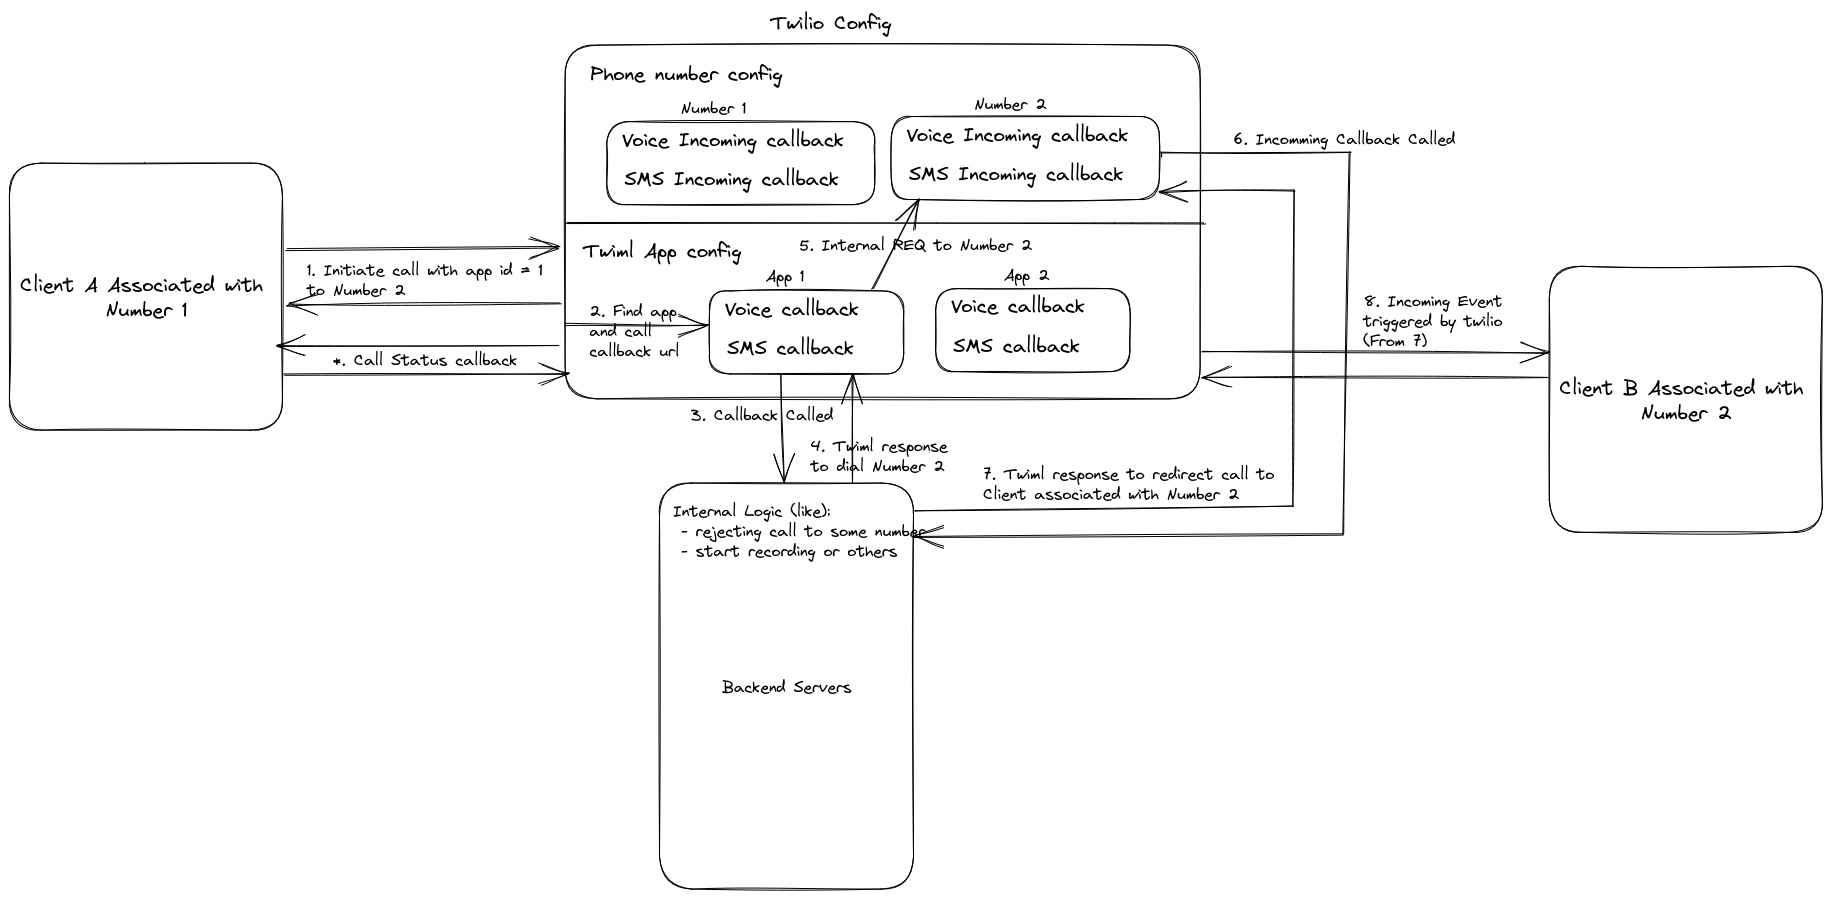 Twilio Config
Phone number config
Number 1
Voice Incoming callback
SMS Incoming callback
Number 2
Voice Incoming callback
SMS Incoming callback
6. Incomming Callback Called
Client A Associated with
Number 1
1. Initiate call with app id = 1
to Number 2
*. Call Status callback
Twiml App config
5. Internal REQ to Number 2
App 1
Voice callback
SMS callback
App 2
Voice callback
SMS callback
2. Find app
and call
callback url
8. Incoming Event
triggered by twilio
(From 7)
Client B Associated with
Number 2
3. Callback Called
4. Twiml response
to dial Number 2
7. Twiml response to redirect call to
Client associated with Number 2
Internal Logic (like):
- rejecting call to some number
- start recording or others
Backend Servers